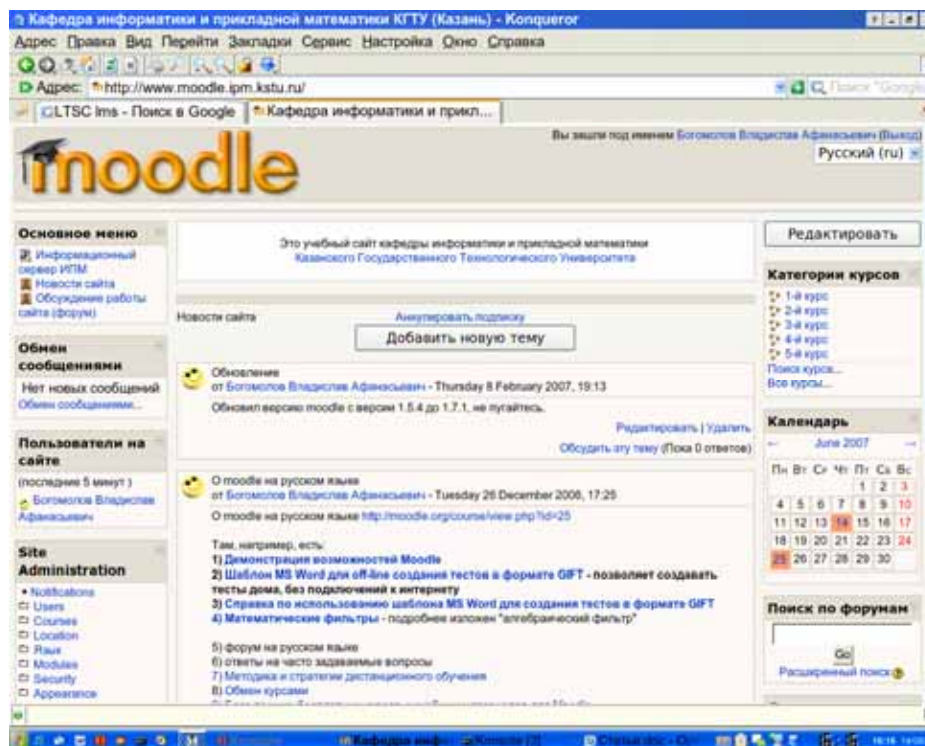 Кафедра информатики и прикладной математики КГТУ (Казань) - Konqueror
Адрес Правка Вид Перейти Закладки Сервис Настройка Окно Справка
Адрес: http://www.moodle.ipm.kstu.ru/
LTSC lms - Поиск в Google
Кафедра информатики и прикл...
moodle
Вы зашли под именем Богомолов Владислав Афанасьевич (Выход)
Русский (ru)
Основное меню
Информационный
сервер ИПМ
Новости сайта
Обсуждение работы
сайта (форум)
Обмен
сообщениями
Нет новых сообщений
Обмен сообщениями...
Пользователи на
сайте
(последние 5 минут)
Богомолов Владислав
Афанасьевич
Site
Administration
Notifications
Users
Courses
Location
Язык
Modules
Security
Appearance
Это учебный сайт кафедры информатики и прикладной математики
Казанского Государственного Технологического Университета
Новости сайта
Аннулировать подписку
Добавить новую тему
Обновление
от Богомолов Владислав Афанасьевич - Thursday 8 February 2007, 19:13
Обновил версию moodle с версии 1.5.4 до 1.7.1, не пугайтесь.
Редактировать | Удалить
Обсудить эту тему (Пока 0 ответов)
О moodle на русском языке
от Богомолов Владислав Афанасьевич - Tuesday 26 December 2006, 17:25
О moodle на русском языке http://moodle.org/course/view.php?id=25
Там, например, есть:
1) Демонстрация возможностей Moodle
2) Шаблон MS Word для off-line создания тестов в формате GIFT - позволяет создавать
тесты дома, без подключений к интернету
3) Справка по использованию шаблона MS Word для создания тестов в формате GIFT
4) Математические фильтры - подробнее изложен "алгебраический фильтр"
5) форум на русском языке
6) ответы на часто задаваемые вопросы
7) Методика и стратегии дистанционного обучения
8) Обмен курсами
Редактировать
Категории курсов
1-й курс
2-й курс
3-й курс
4-й курс
5-й курс
Поиск курса...
Все курсы...
Календарь
June 2007
Пн Вт Ср Чт Пт Сб Вс
1 2 3
4 5 6 7 8 9 10
11 12 13 14 15 16 17
18 19 20 21 22 23 24
25 26 27 28 29 30
Поиск по форумам
Go
Расширенный поиск